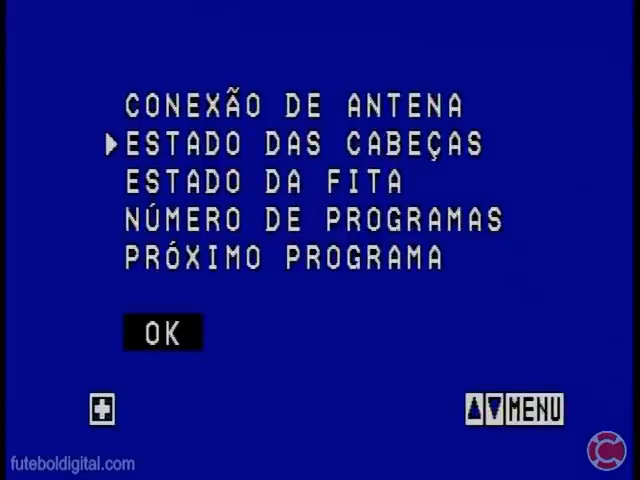 CONEXÃO DE ANTENA
ESTADO DAS CABEÇAS
ESTADO DA FITA
NÚMERO DE PROGRAMAS
PRÓXIMO PROGRAMA
OK
MENU
futeboldigital.com